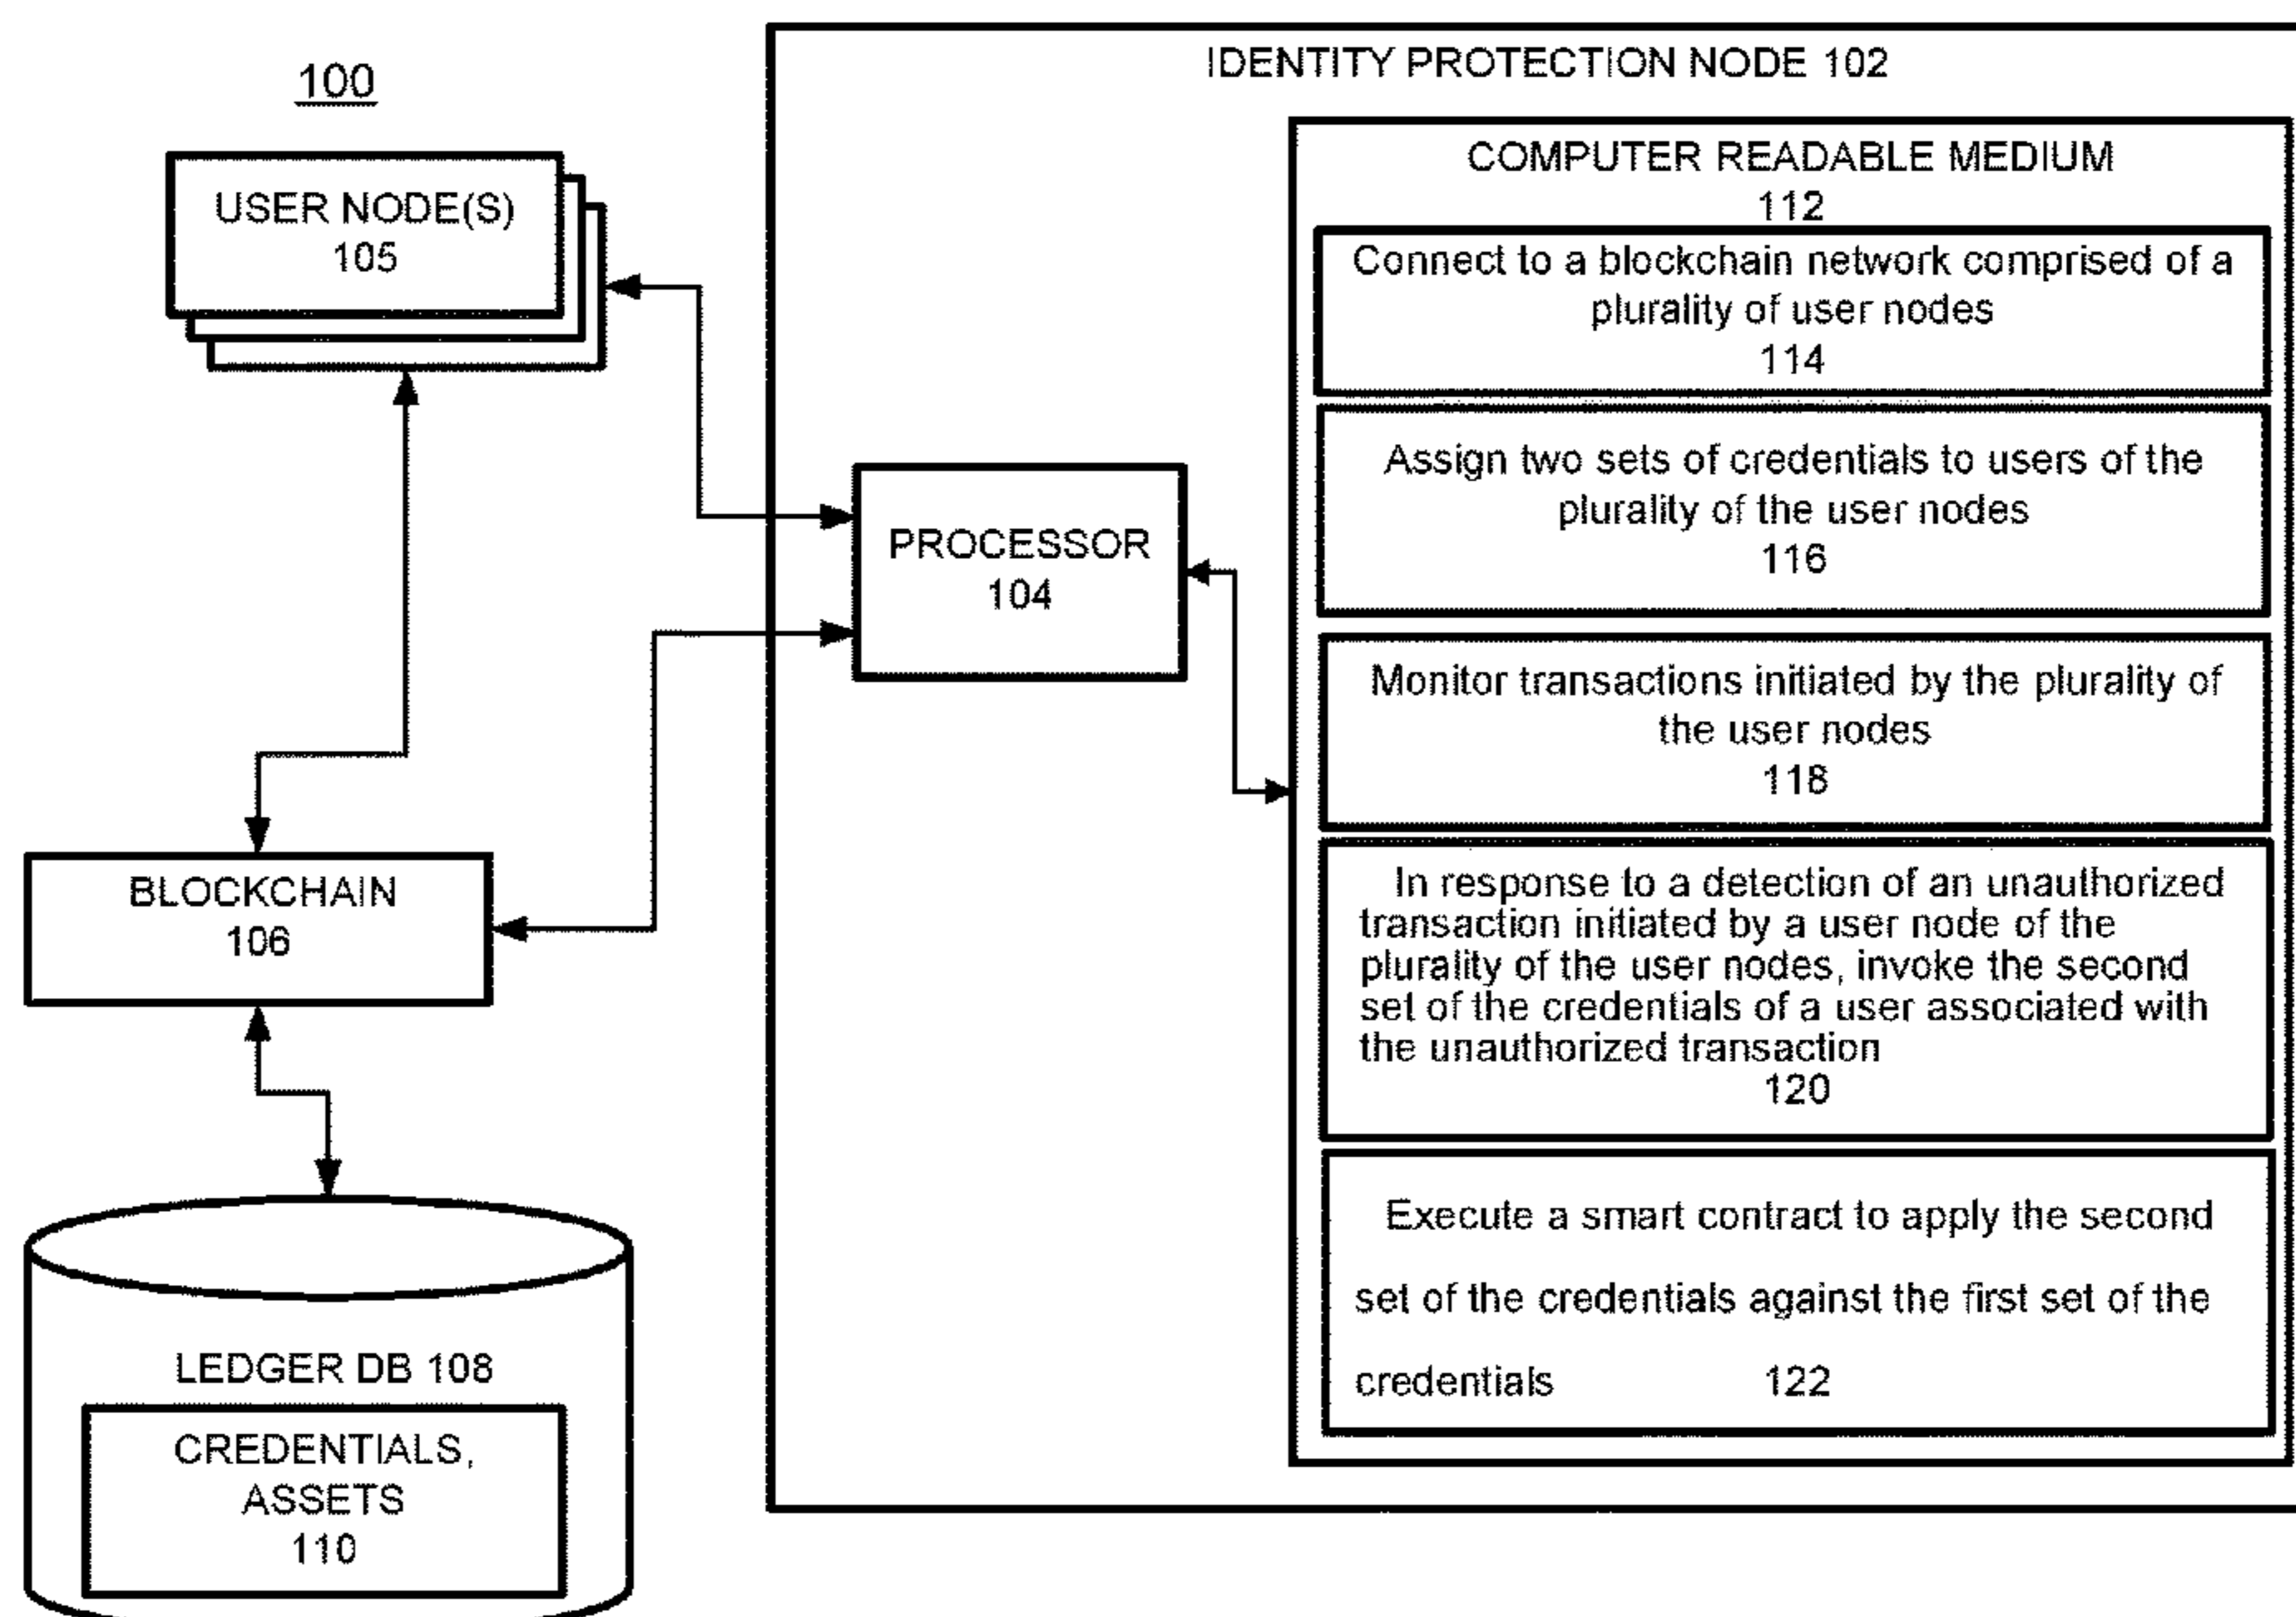 100
USER NODE(S)
105
BLOCKCHAIN
106
LEDGER DB 108
CREDENTIALS,
ASSETS
110
IDENTITY PROTECTION NODE 102
PROCESSOR
104
COMPUTER READABLE MEDIUM
112
Connect to a blockchain network comprised of a
plurality of user nodes
114
Assign two sets of credentials to users of the
plurality of the user nodes
116
Monitor transactions initiated by the plurality of
the user nodes
118
In response to a detection of an unauthorized
transaction initiated by a user node of the
plurality of the user nodes, invoke the second
set of the credentials of a user associated with
the unauthorized transaction
120
Execute a smart contract to apply the second
set of the credentials against the first set of the
credentials 122